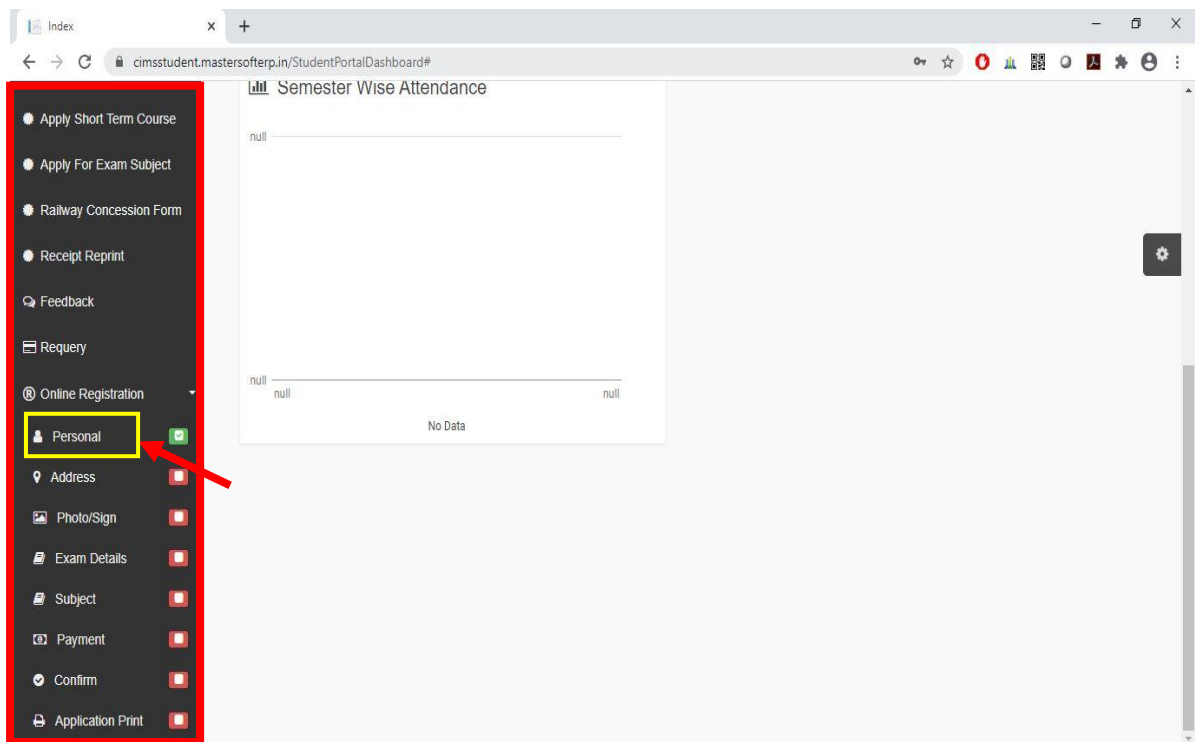 Index
cimsstudent.mastersofterp.in/StudentPortalDashboard#
Semester Wise Attendance
Apply Short Term Course
null
Apply For Exam Subject
Railway Concession Form
Receipt Reprint
Feedback
Requery
null
Online Registration
null null
No Data
Personal
Address
Photo/Sign
Exam Details
Subject
Payment
Confirm
Application Print